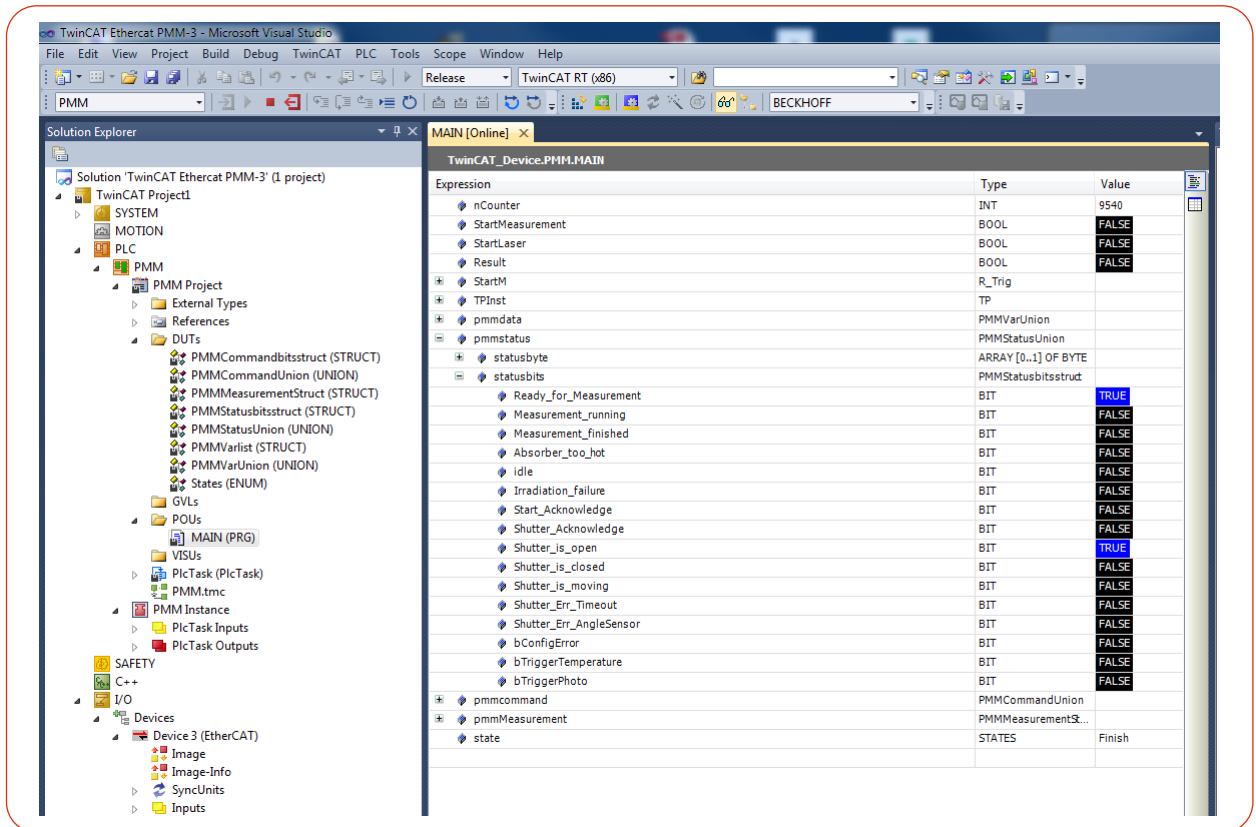 TwinCAT Ethercat PMM-3 - Microsoft Visual Studio
File Edit View Project Build Debug TwinCAT PLC Tools Scope Window Help
Release TwinCAT RT (x86)
PMM BECKHOFF
Solution Explorer
Solution 'TwinCAT Ethercat PMM-3' (1 project)
TwinCAT Project1
SYSTEM
MOTION
PLC
PMM
PMM Project
External Types
References
DUTs
PMMCommandbitsstruct (STRUCT)
PMMCommandUnion (UNION)
PMMMeasurementStruct (STRUCT)
PMMStatusbitsstruct (STRUCT)
PMMStatusUnion (UNION)
PMMVarlist (STRUCT)
PMMVarUnion (UNION)
States (ENUM)
GVLs
POUs
MAIN (PRG)
VISUs
PlcTask (PlcTask)
PMM.tmc
PMM Instance
PlcTask Inputs
PlcTask Outputs
SAFETY
C++
I/O
Devices
Device 3 (EtherCAT)
Image
Image-Info
SyncUnits
Inputs
MAIN [Online]
TwinCAT_Device.PMM.MAIN
Expression Type Value
nCounter INT 9540
StartMeasurement BOOL FALSE
StartLaser BOOL FALSE
Result BOOL FALSE
StartM R_Trig
TPInst TP
pmmdata PMMVarUnion
pmmstatus PMMStatusUnion
statusbyte ARRAY [0..1] OF BYTE
statusbits PMMStatusbitsstruct
Ready_for_Measurement BIT TRUE
Measurement_running BIT FALSE
Measurement_finished BIT FALSE
Absorber_too_hot BIT FALSE
idle BIT FALSE
Irradiation_failure BIT FALSE
Start_Acknowledge BIT FALSE
Shutter_Acknowledge BIT FALSE
Shutter_is_open BIT TRUE
Shutter_is_closed BIT FALSE
Shutter_is_moving BIT FALSE
Shutter_Err_Timeout BIT FALSE
Shutter_Err_AngleSensor BIT FALSE
bConfigError BIT FALSE
bTriggerTemperature BIT FALSE
bTriggerPhoto BIT FALSE
pmmcommand PMMCommandUnion
pmmMeasurement PMMMeasurementSt...
state STATES Finish